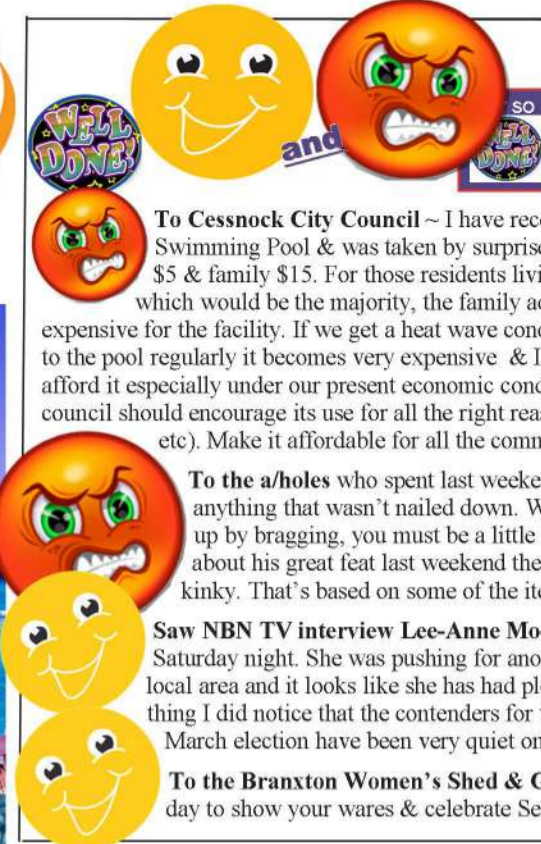 WELL DONE!
and
SO
WELL DONE!
To Cessnock City Council ~ I have rece
Swimming Pool & was taken by surprise
$5 & family $15. For those residents livi
which would be the majority, the family ac
expensive for the facility. If we get a heat wave conc
to the pool regularly it becomes very expensive & I
afford it especially under our present economic conc
council should encourage its use for all the right reas
etc). Make it affordable for all the comm
To the a/holes who spent last weeke
anything that wasn't nailed down. W
up by bragging, you must be a little
about his great feat last weekend the
kinky. That's based on some of the ite
Saw NBN TV interview Lee-Anne Mo
Saturday night. She was pushing for ano
local area and it looks like she has had ple
thing I did notice that the contenders for
March election have been very quiet on
To the Branxton Women's Shed & G
day to show your wares & celebrate Se